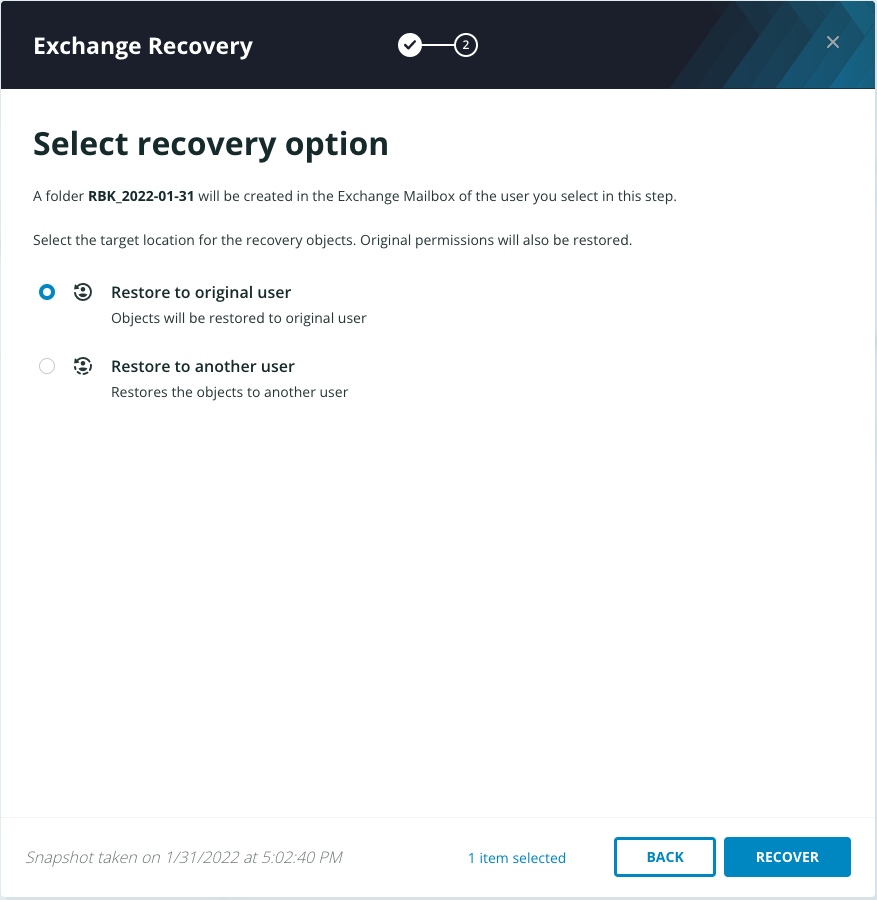 Exchange Recovery
2
Select recovery option
A folder RBK_2022-01-31 will be created in the Exchange Mailbox of the user you select in this step.
Select the target location for the recovery objects. Original permissions will also be restored.
Restore to original user
Objects will be restored to original user
Restore to another user
Restores the objects to another user
Snapshot taken on 1/31/2022 at 5:02:40 PM
1 item selected
BACK
RECOVER